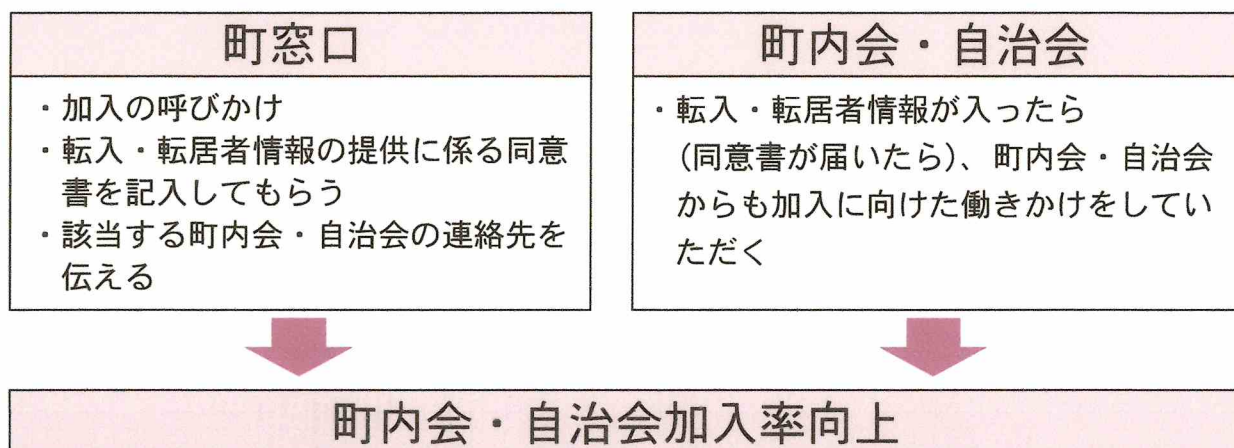 町窓口
・加入の呼びかけ
・転入・転居者情報の提供に係る同意
書を記入してもらう
・該当する町内会・自治会の連絡先を
伝える
町内会・自治会
・転入・転居者情報が入ったら
（同意書が届いたら）、町内会・自治会
からも加入に向けた働きかけをしてい
ただく
町内会・自治会加入率向上